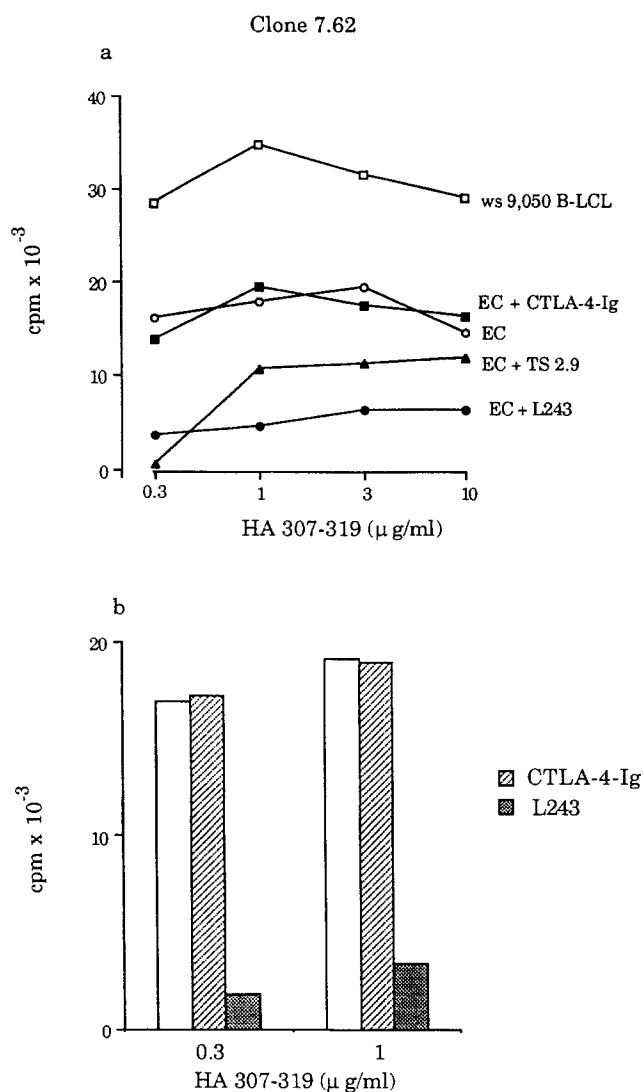 Clone 7.62
a
40
30
20
10
0
cpm x 10⁻³
ws 9,050 B-LCL
EC + CTLA-4-Ig
EC
EC + TS 2.9
EC + L243
0.3 1 3 10
HA 307-319 (μ g/ml)
b
20
10
0
cpm x 10⁻³
CTLA-4-Ig
L243
0.3 1
HA 307-319 (μ g/ml)